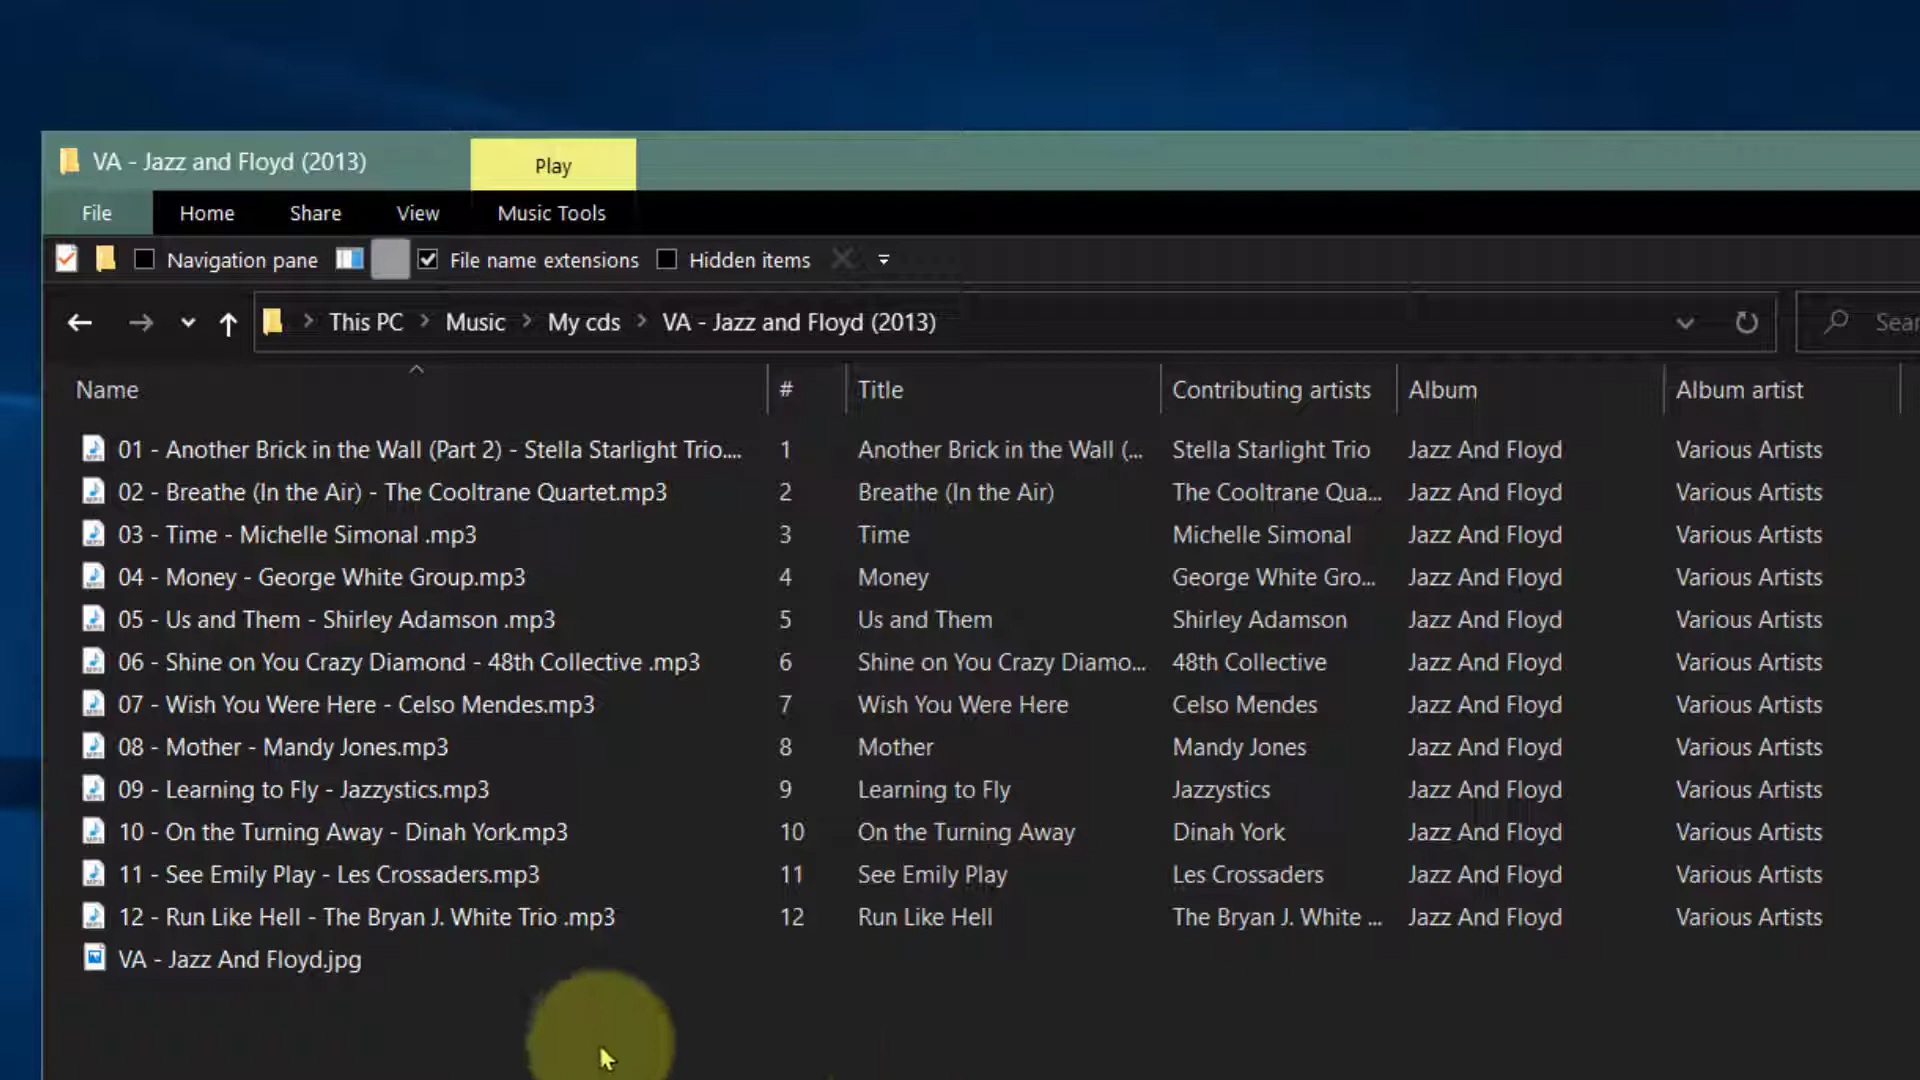 VA - Jazz and Floyd (2013) Play
File Home Share View Music Tools
Navigation pane File name extensions Hidden items
This PC Music My cds VA - Jazz and Floyd (2013) Sear
Name # Title Contributing artists Album Album artist
01 - Another Brick in the Wall (Part 2) - Stella Starlight Trio.... 1 Another Brick in the Wall (... Stella Starlight Trio Jazz And Floyd Various Artists
02 - Breathe (In the Air) - The Cooltrane Quartet.mp3 2 Breathe (In the Air) The Cooltrane Qua... Jazz And Floyd Various Artists
03 - Time - Michelle Simonal .mp3 3 Time Michelle Simonal Jazz And Floyd Various Artists
04 - Money - George White Group.mp3 4 Money George White Gro... Jazz And Floyd Various Artists
05 - Us and Them - Shirley Adamson .mp3 5 Us and Them Shirley Adamson Jazz And Floyd Various Artists
06 - Shine on You Crazy Diamond - 48th Collective .mp3 6 Shine on You Crazy Diamo... 48th Collective Jazz And Floyd Various Artists
07 - Wish You Were Here - Celso Mendes.mp3 7 Wish You Were Here Celso Mendes Jazz And Floyd Various Artists
08 - Mother - Mandy Jones.mp3 8 Mother Mandy Jones Jazz And Floyd Various Artists
09 - Learning to Fly - Jazzystics.mp3 9 Learning to Fly Jazzystics Jazz And Floyd Various Artists
10 - On the Turning Away - Dinah York.mp3 10 On the Turning Away Dinah York Jazz And Floyd Various Artists
11 - See Emily Play - Les Crossaders.mp3 11 See Emily Play Les Crossaders Jazz And Floyd Various Artists
12 - Run Like Hell - The Bryan J. White Trio .mp3 12 Run Like Hell The Bryan J. White ... Jazz And Floyd Various Artists
VA - Jazz And Floyd.jpg